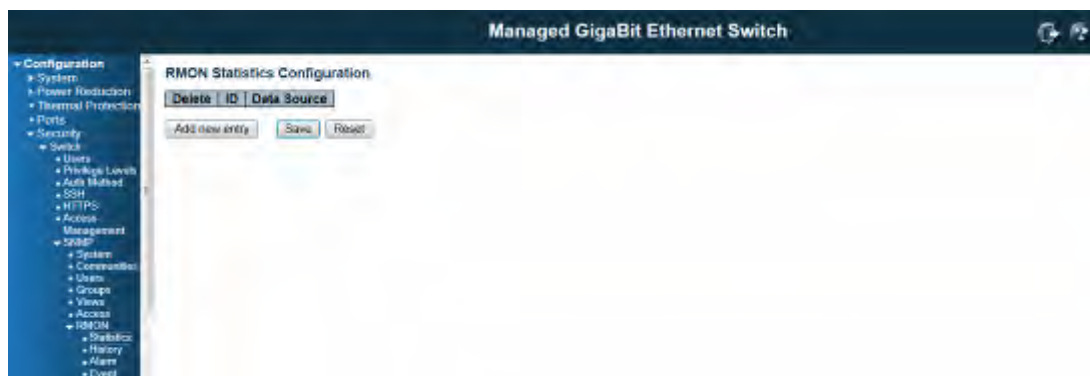 Managed GigaBit Ethernet Switch
Configuration
System
Power Reduction
Thermal Protection
Ports
Security
Switch
Users
Privilege Levels
Auth Method
SSH
HTTPS
Access
Management
SNMP
System
Communities
Users
Groups
Views
Access
RMON
Statistics
History
Alarm
Event
RMON Statistics Configuration
Delete ID Data Source
Add new entry Save Reset